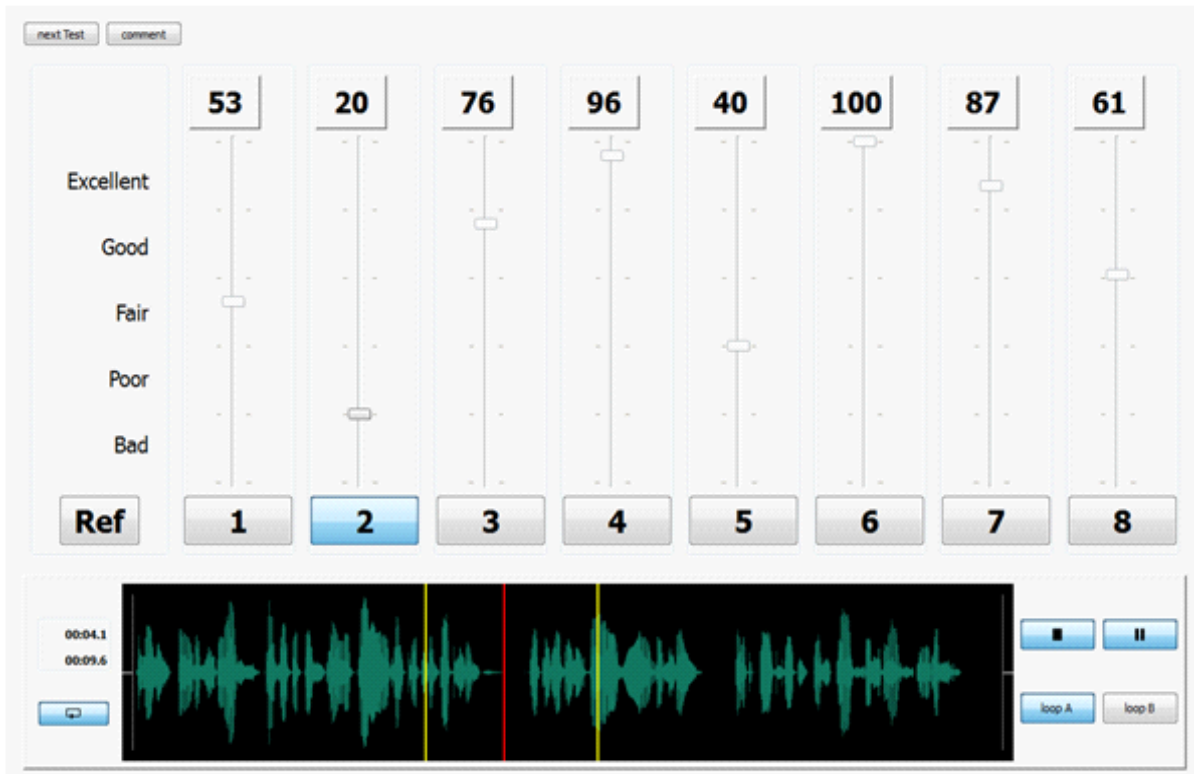 next Test comment
53 20 76 96 40 100 87 61
Excellent
Good
Fair
Poor
Bad
Ref 1 2 3 4 5 6 7 8
00:04.1
00:09.6
loop A loop B